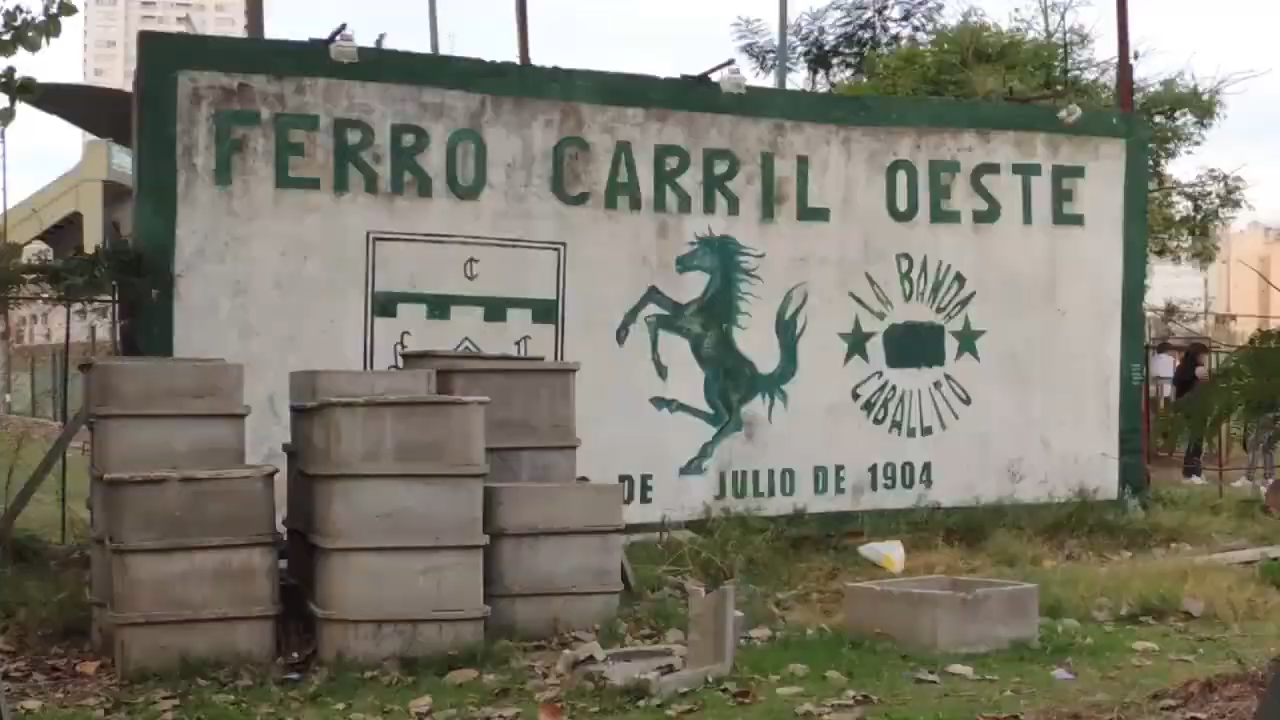 FERRO CARRIL OESTE
C
LA BANDA
CABALLITO
DE JULIO DE 1904